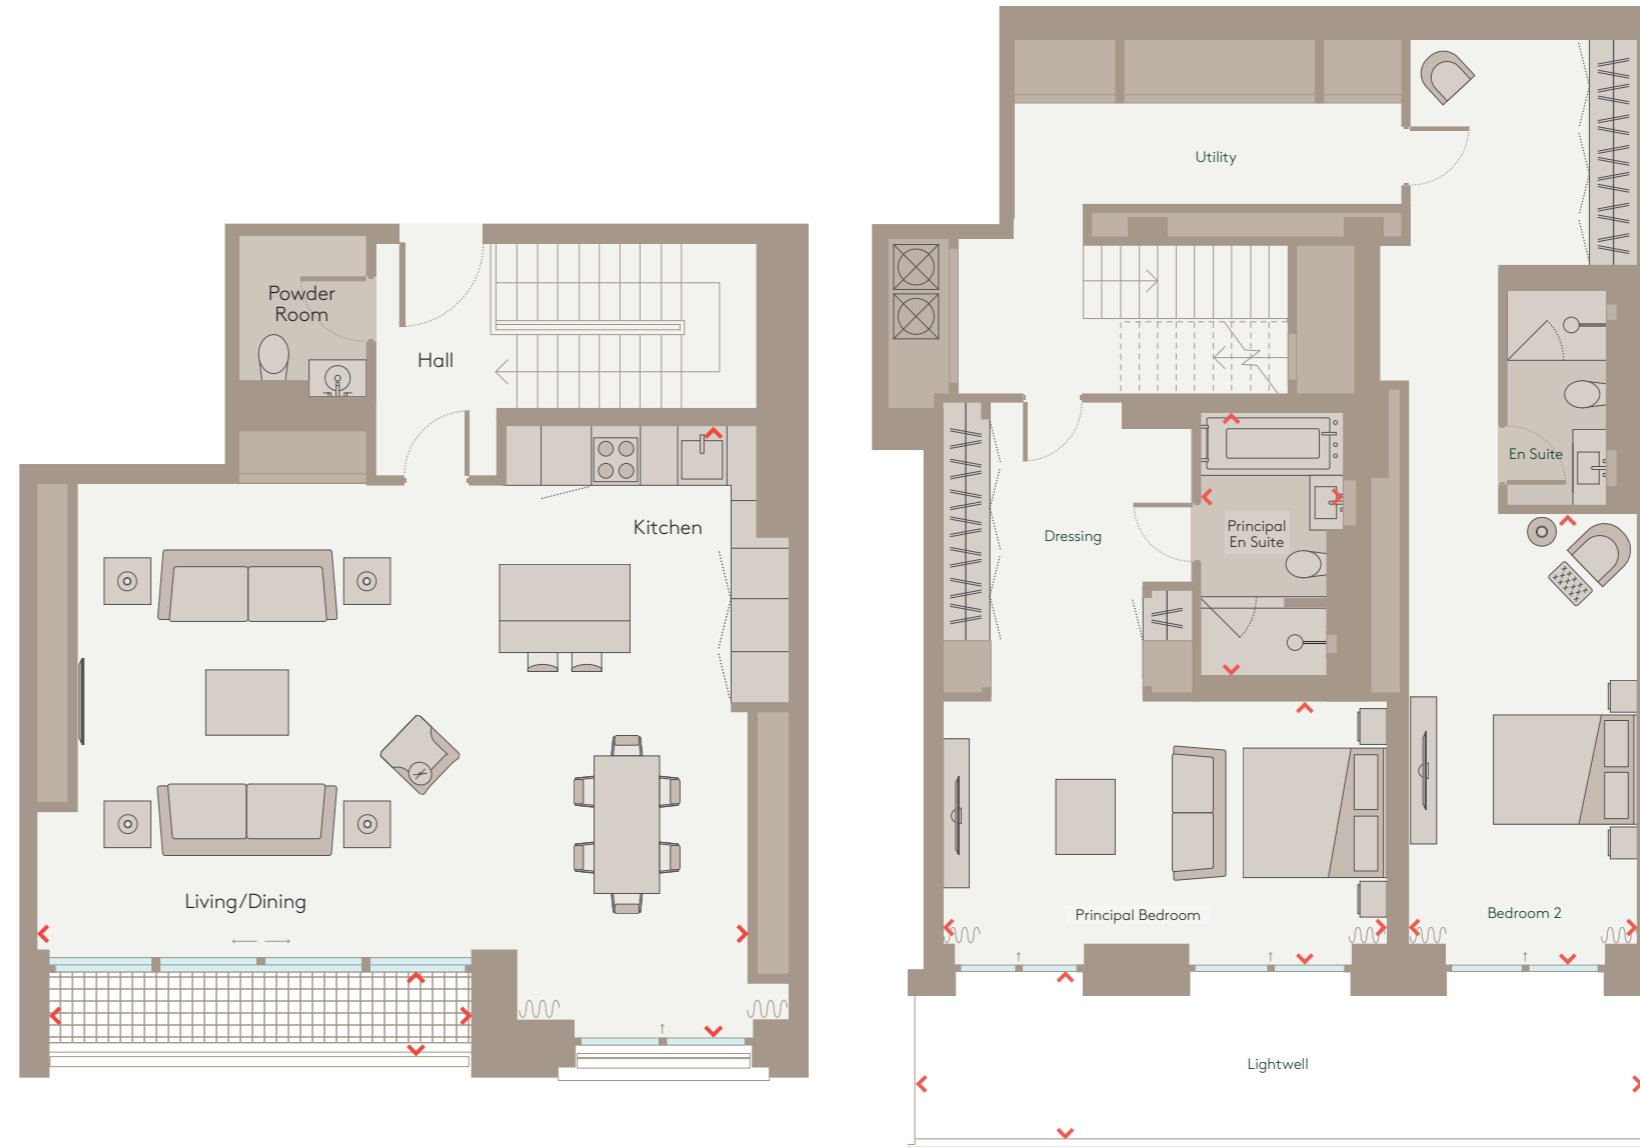 Powder
Room
Hall
Kitchen
Living/Dining
Utility
En Suite
Dressing
Principal
En Suite
Principal Bedroom
Bedroom 2
Lightwell